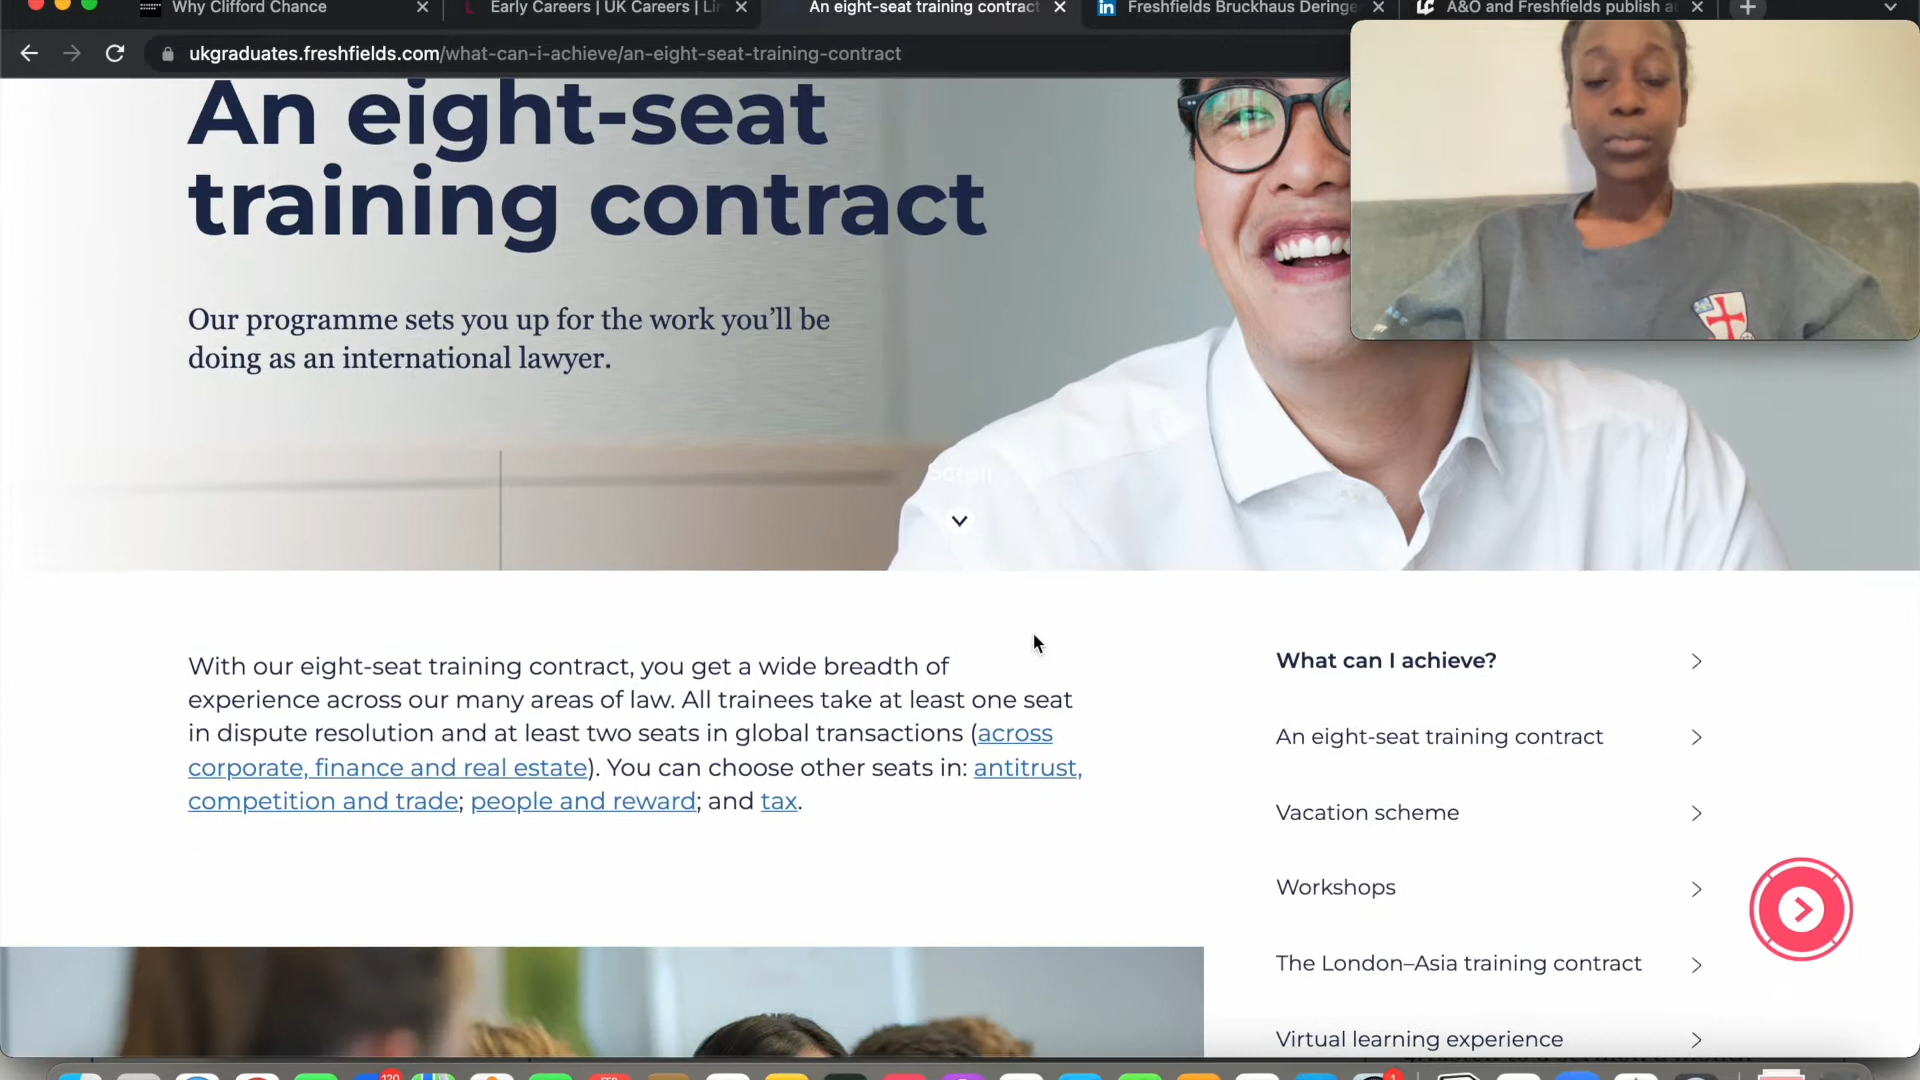 Why Clifford Chance
Early Careers | UK Careers | Lin
An eight-seat training contract
Freshfields Bruckhaus Deringer
A&O and Freshfields publish a
ukgraduates.freshfields.com/what-can-i-achieve/an-eight-seat-training-contract
An eight-seat
training contract
Our programme sets you up for the work you'll be
doing as an international lawyer.
Scroll
With our eight-seat training contract, you get a wide breadth of
experience across our many areas of law. All trainees take at least one seat
in dispute resolution and at least two seats in global transactions (across
corporate, finance and real estate). You can choose other seats in: antitrust,
competition and trade; people and reward; and tax.
What can I achieve?
An eight-seat training contract
Vacation scheme
Workshops
The London–Asia training contract
Virtual learning experience
120
1